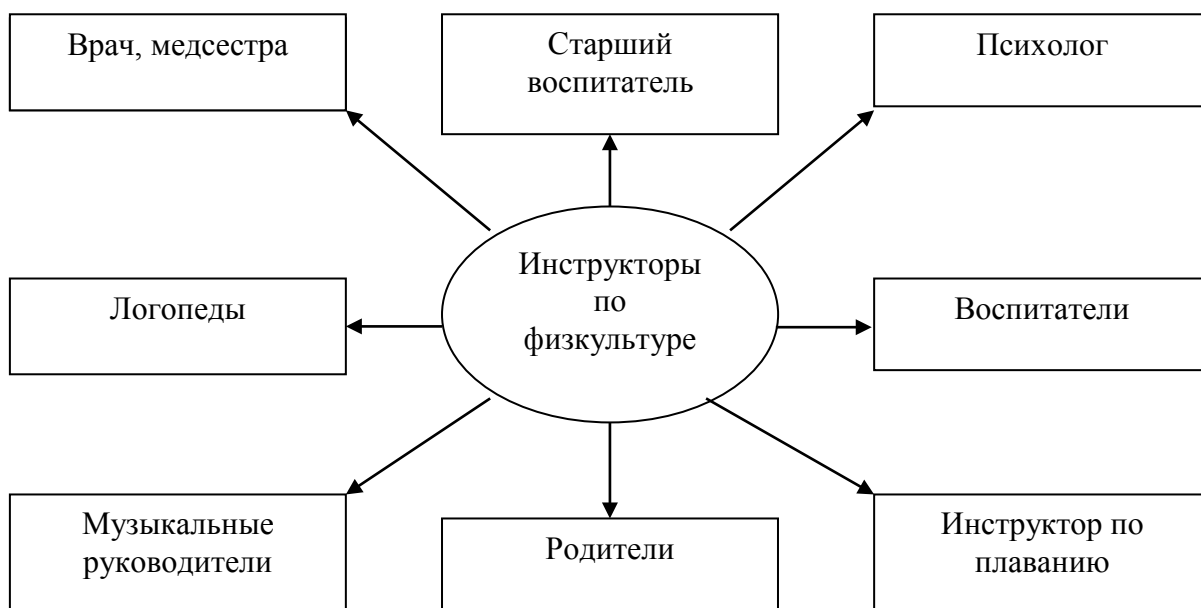 Врач, медсестра
Старший
воспитатель
Психолог
Логопеды
Инструкторы
по
физкультуре
Воспитатели
Музыкальные
руководители
Родители
Инструктор по
плаванию